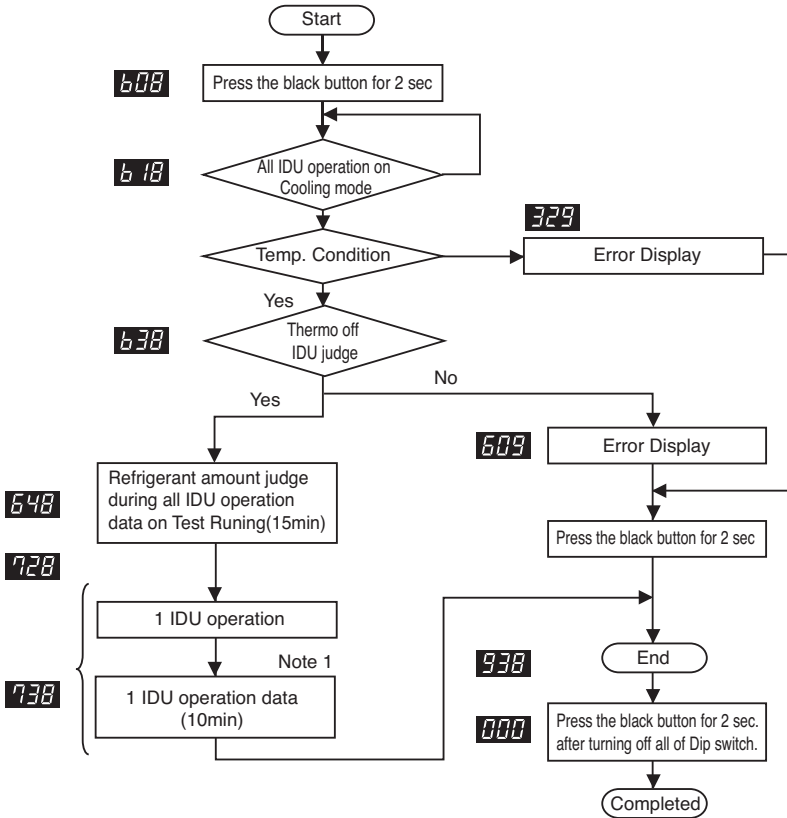 Start
608
Press the black button for 2 sec
618
All IDU operation on
Cooling mode
329
Temp. Condition
Error Display
Yes
638
Thermo off
IDU judge
No
Yes
609
Error Display
648
Refrigerant amount judge
during all IDU operation
data on Test Runing(15min)
Press the black button for 2 sec
728
1 IDU operation
Note 1
938
End
738
1 IDU operation data
(10min)
000
Press the black button for 2 sec.
after turning off all of Dip switch.
Completed